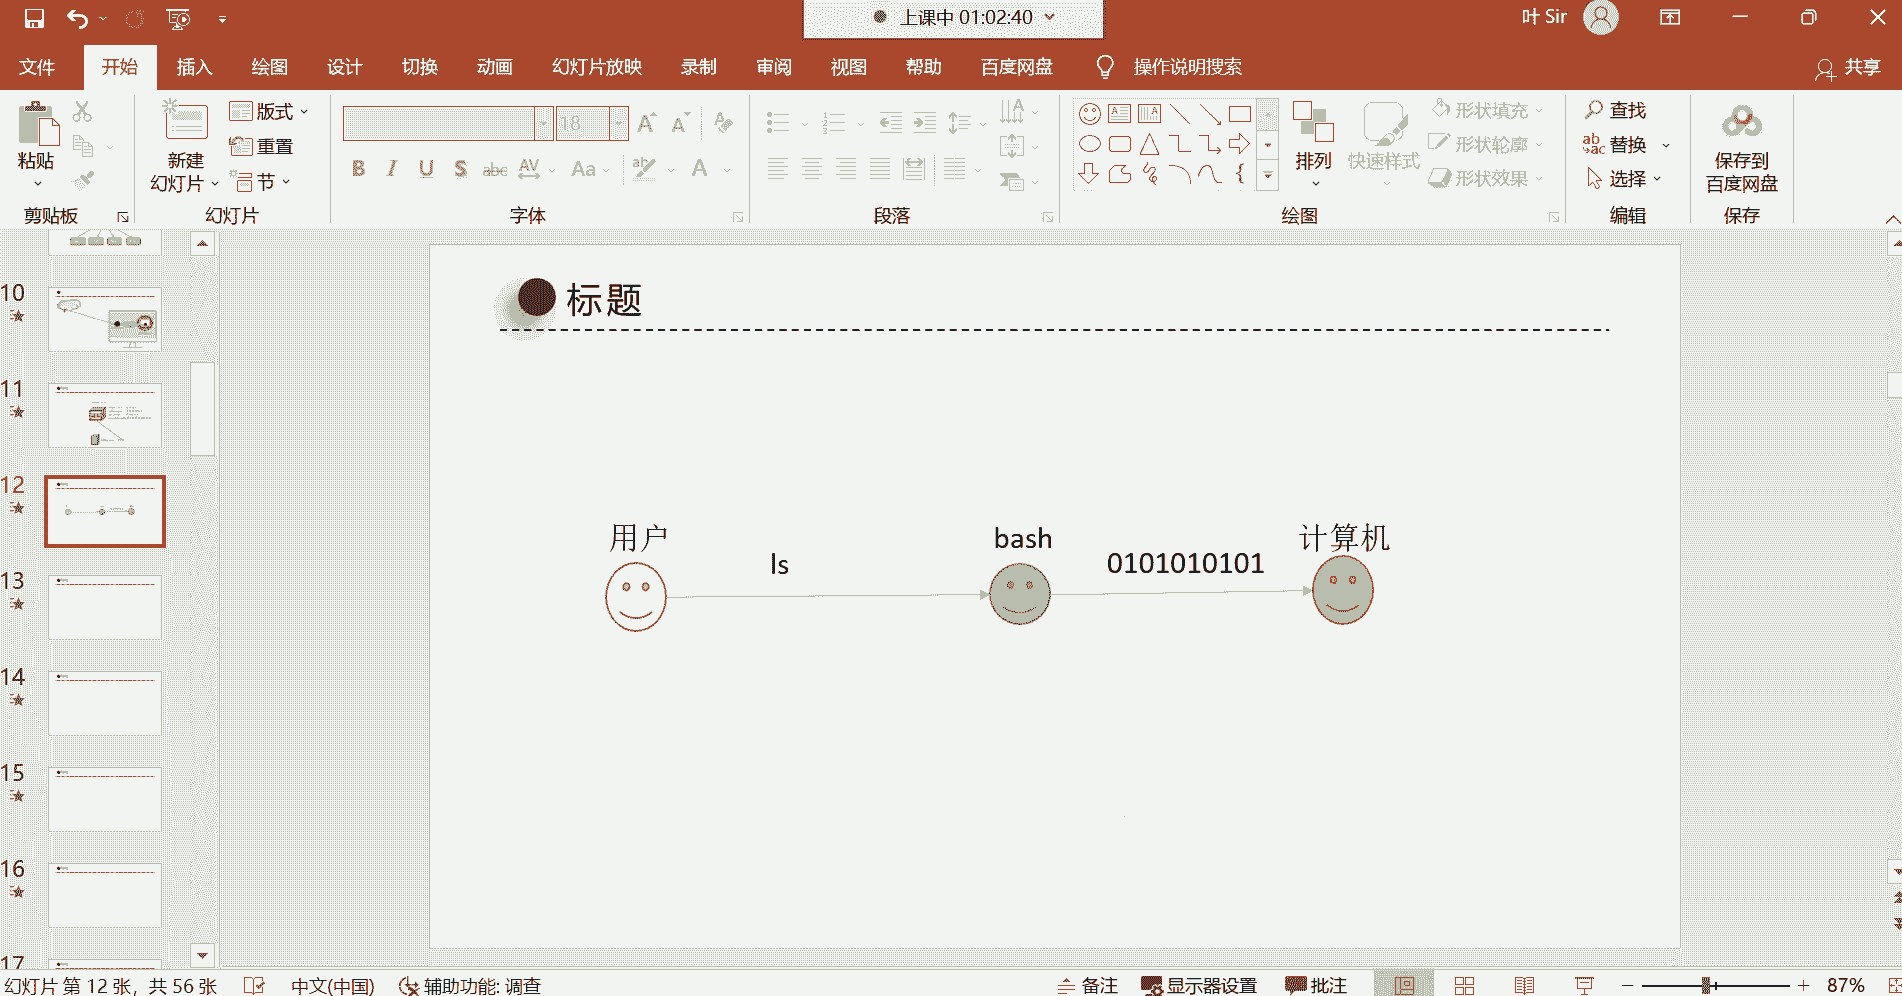 上课中 01:02:40
叶 Sir
文件 开始 插入 绘图 设计 切换 动画 幻灯片放映 录制 审阅 视图 帮助 百度网盘 操作说明搜索 共享
粘贴
剪贴板
新建
幻灯片
版式
重置
节
幻灯片
18
B I U S abc AV Aa A
字体
段落
排列
快速样式
形状填充
形状轮廓
形状效果
绘图
查找
替换
选择
编辑
保存到
百度网盘
保存
10
11
12
13
14
15
16
17
标题
用户
ls
bash
0101010101
计算机
幻灯片 第 12 张，共 56 张 中文(中国) 辅助功能: 调查 备注 显示器设置 批注 87%